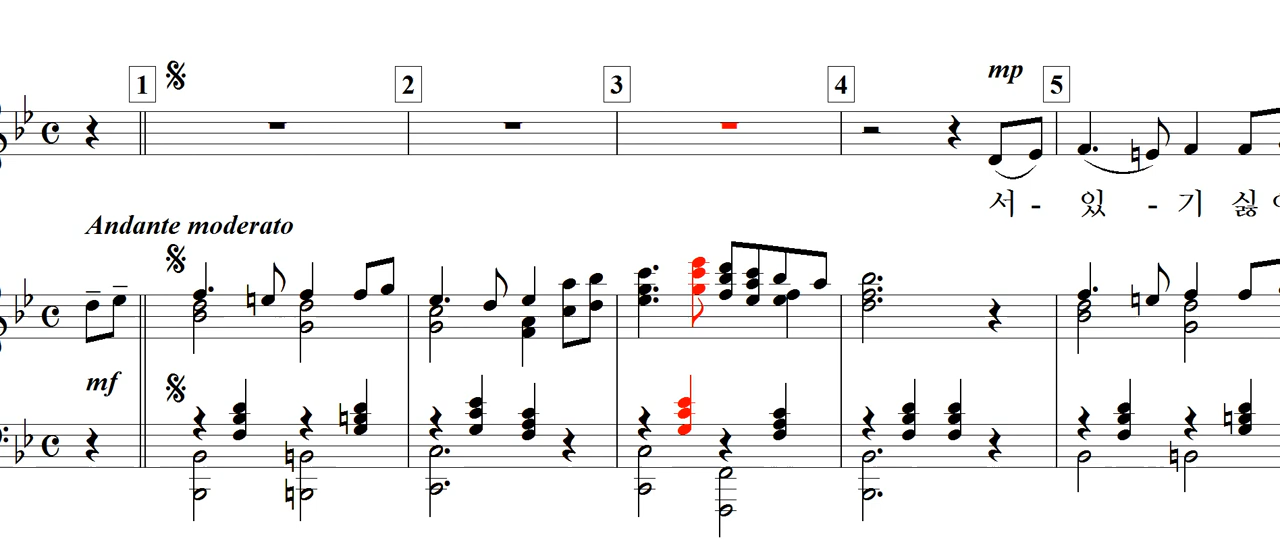 mp
1 2 3 4 5
서 - 있 - 기 싫
Andante moderato
mf